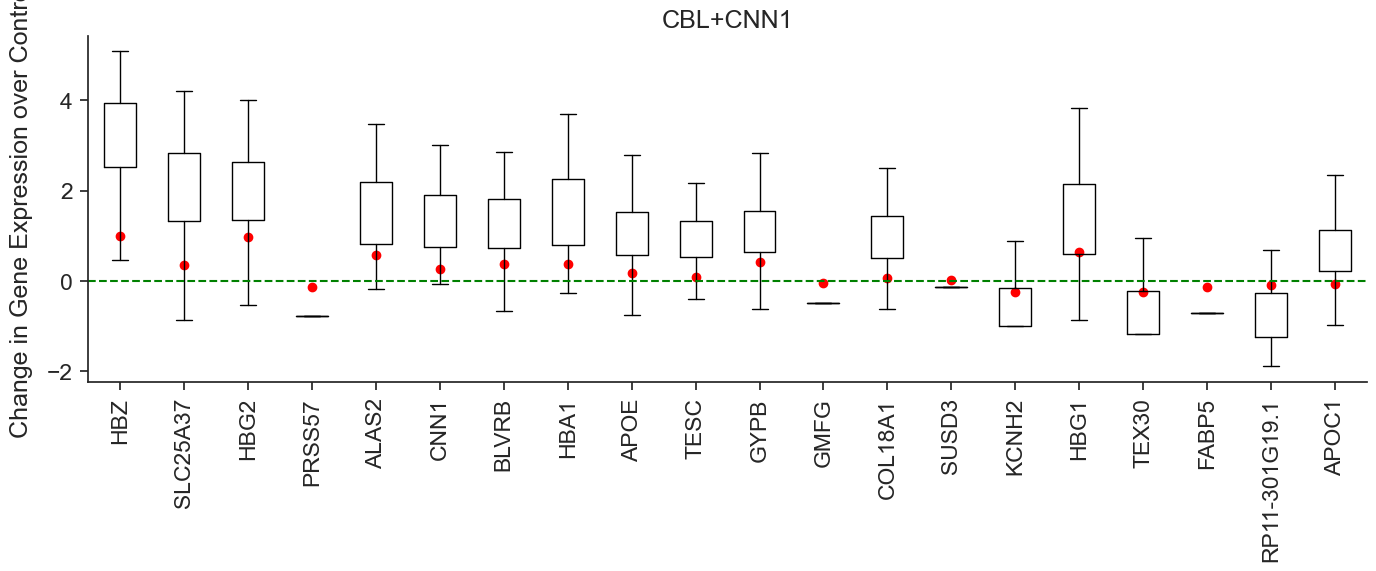 CBL+CNN1
Change in Gene Expression over Contro
4
2
0
−2
HBZ
SLC25A37
HBG2
PRSS57
ALAS2
CNN1
BLVRB
HBA1
APOE
TESC
GYPB
GMFG
COL18A1
SUSD3
KCNH2
HBG1
TEX30
FABP5
RP11-301G19.1
APOC1